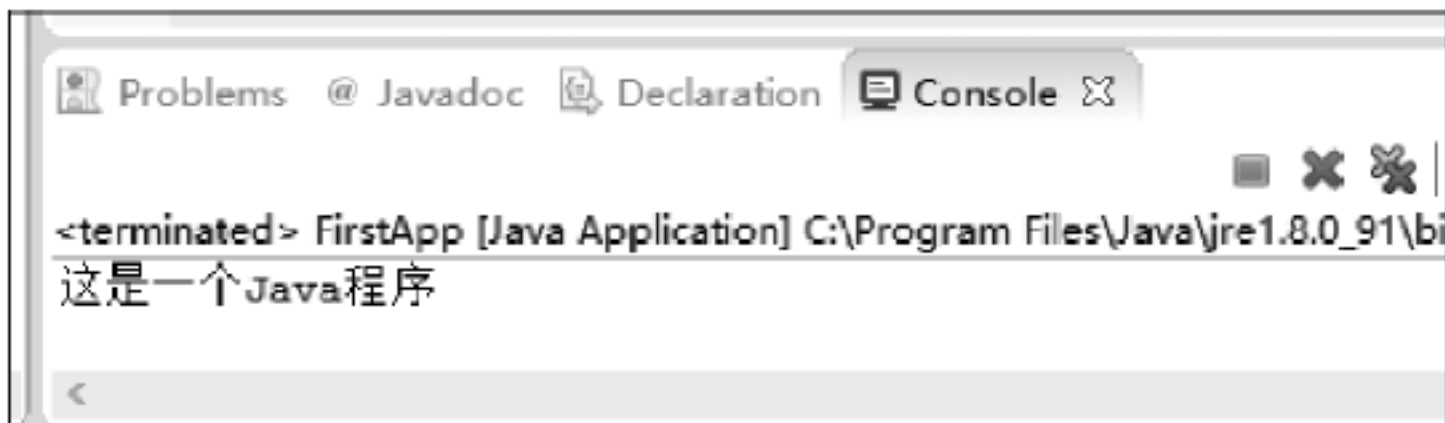 Problems @ Javadoc Declaration Console
<terminated> FirstApp [Java Application] C:\Program Files\Java\jre1.8.0_91\bi
这是一个Java程序